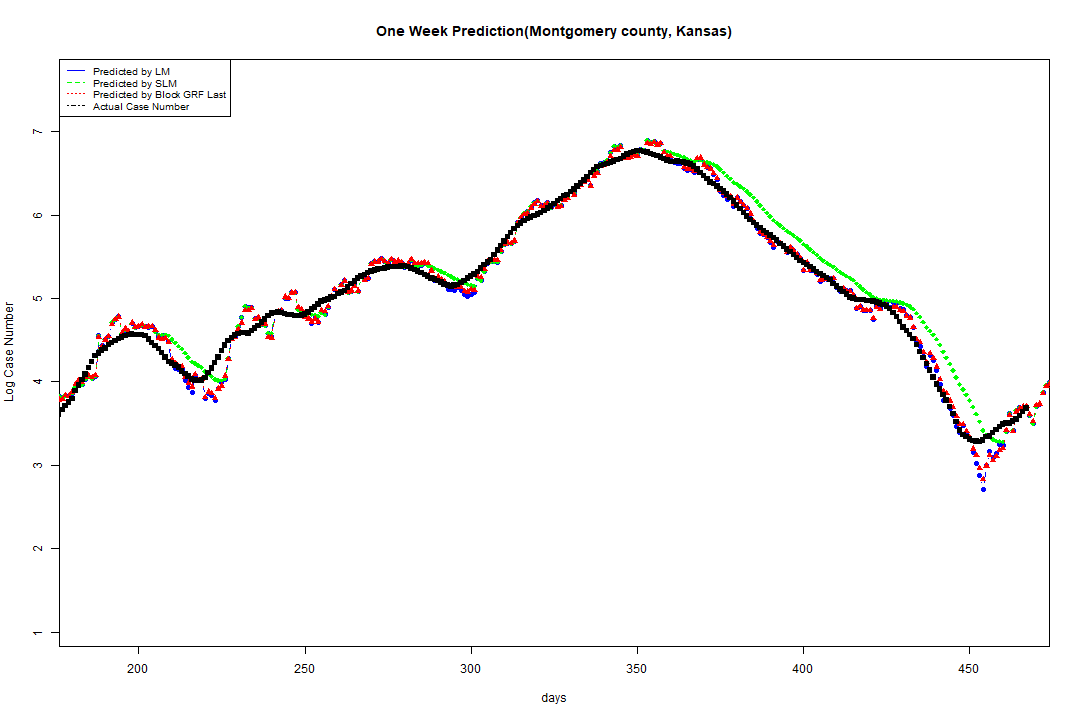 One Week Prediction(Montgomery county, Kansas)
Predicted by LM
Predicted by SLM
Predicted by Block GRF Last
Actual Case Number
Log Case Number
7
6
5
4
3
2
1
200 250 300 350 400 450
days